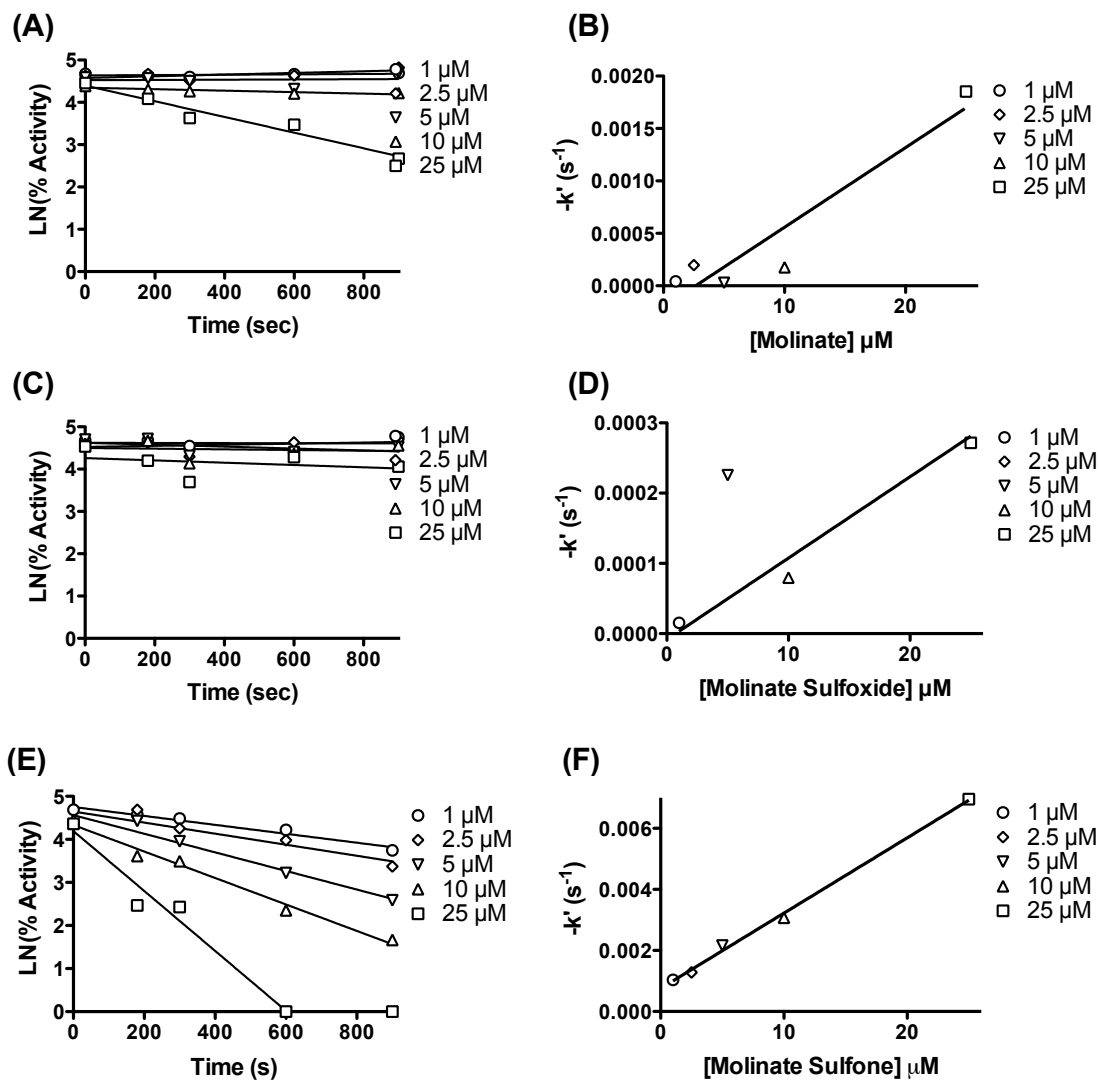 (A)
5
4
3
2
1
0
0 200 400 600 800
LN(% Activity)
Time (sec)
1 µM
2.5 µM
5 µM
10 µM
25 µM
(B)
0.0020
0.0015
0.0010
0.0005
0.0000
0 10 20
-k' (s-1)
[Molinate] µM
1 µM
2.5 µM
5 µM
10 µM
25 µM
(C)
5
4
3
2
1
0
0 200 400 600 800
LN(% Activity)
Time (sec)
1 µM
2.5 µM
5 µM
10 µM
25 µM
(D)
0.0003
0.0002
0.0001
0.0000
0 10 20
-k' (s-1)
[Molinate Sulfoxide] µM
1 µM
2.5 µM
5 µM
10 µM
25 µM
(E)
5
4
3
2
1
0
0 200 400 600 800
LN(% Activity)
Time (s)
1 µM
2.5 µM
5 µM
10 µM
25 µM
(F)
0.006
0.004
0.002
0.000
0 10 20
-k' (s-1)
[Molinate Sulfone] µM
1 µM
2.5 µM
5 µM
10 µM
25 µM